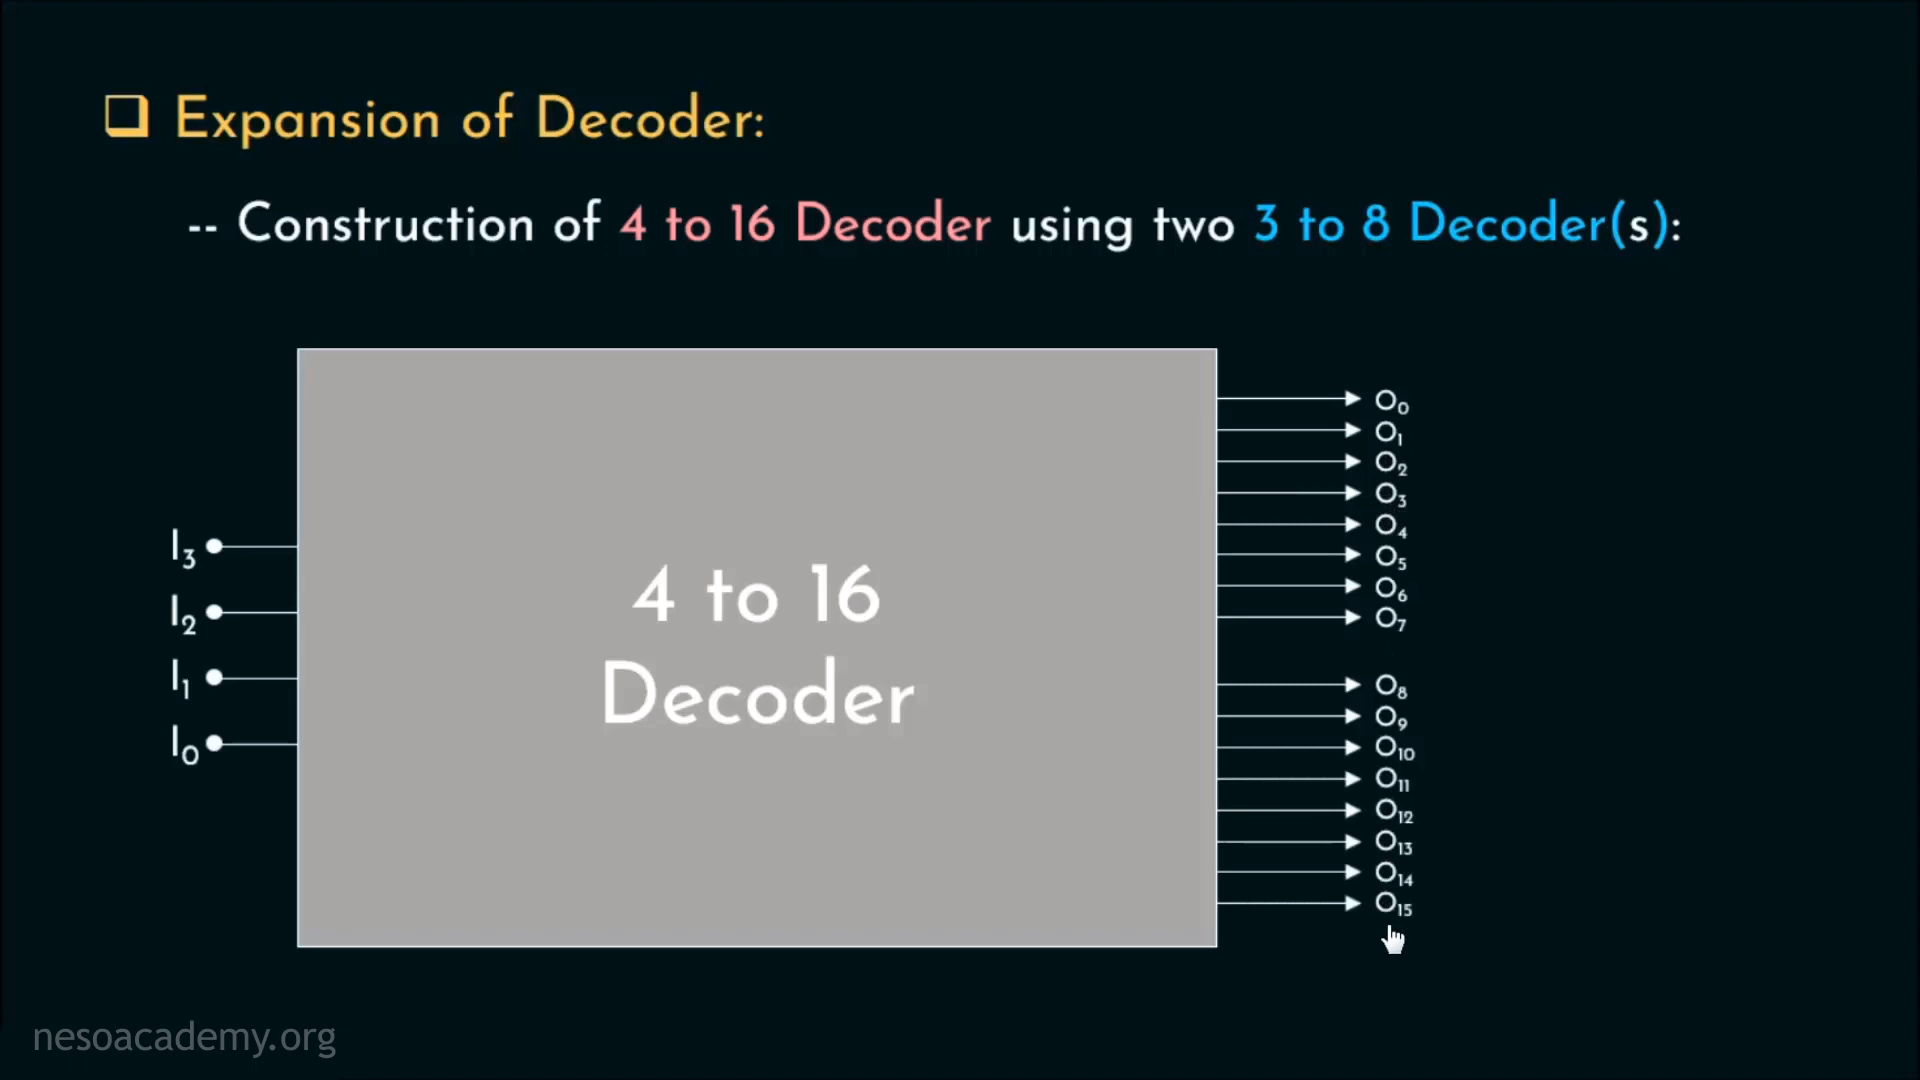 Expansion of Decoder:
-- Construction of 4 to 16 Decoder using two 3 to 8 Decoder(s):
I3
I2
I1
I0
4 to 16
Decoder
O0
O1
O2
O3
O4
O5
O6
O7
O8
O9
O10
O11
O12
O13
O14
O15
nesoacademy.org